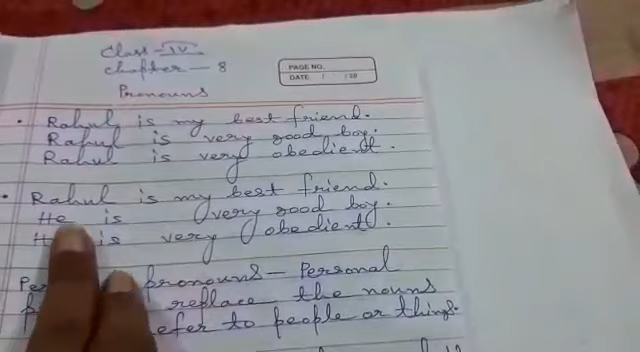 Class - IV
Chapter - 8
PAGE NO.
DATE / /20
Pronouns
• Rahul is my best friend.
Rahul is very good boy.
Rahul is very obedient.
• Rahul is my best friend.
He is very good boy.
is very obedient.
pronouns - Personal
replace the nouns
refer to people or things.